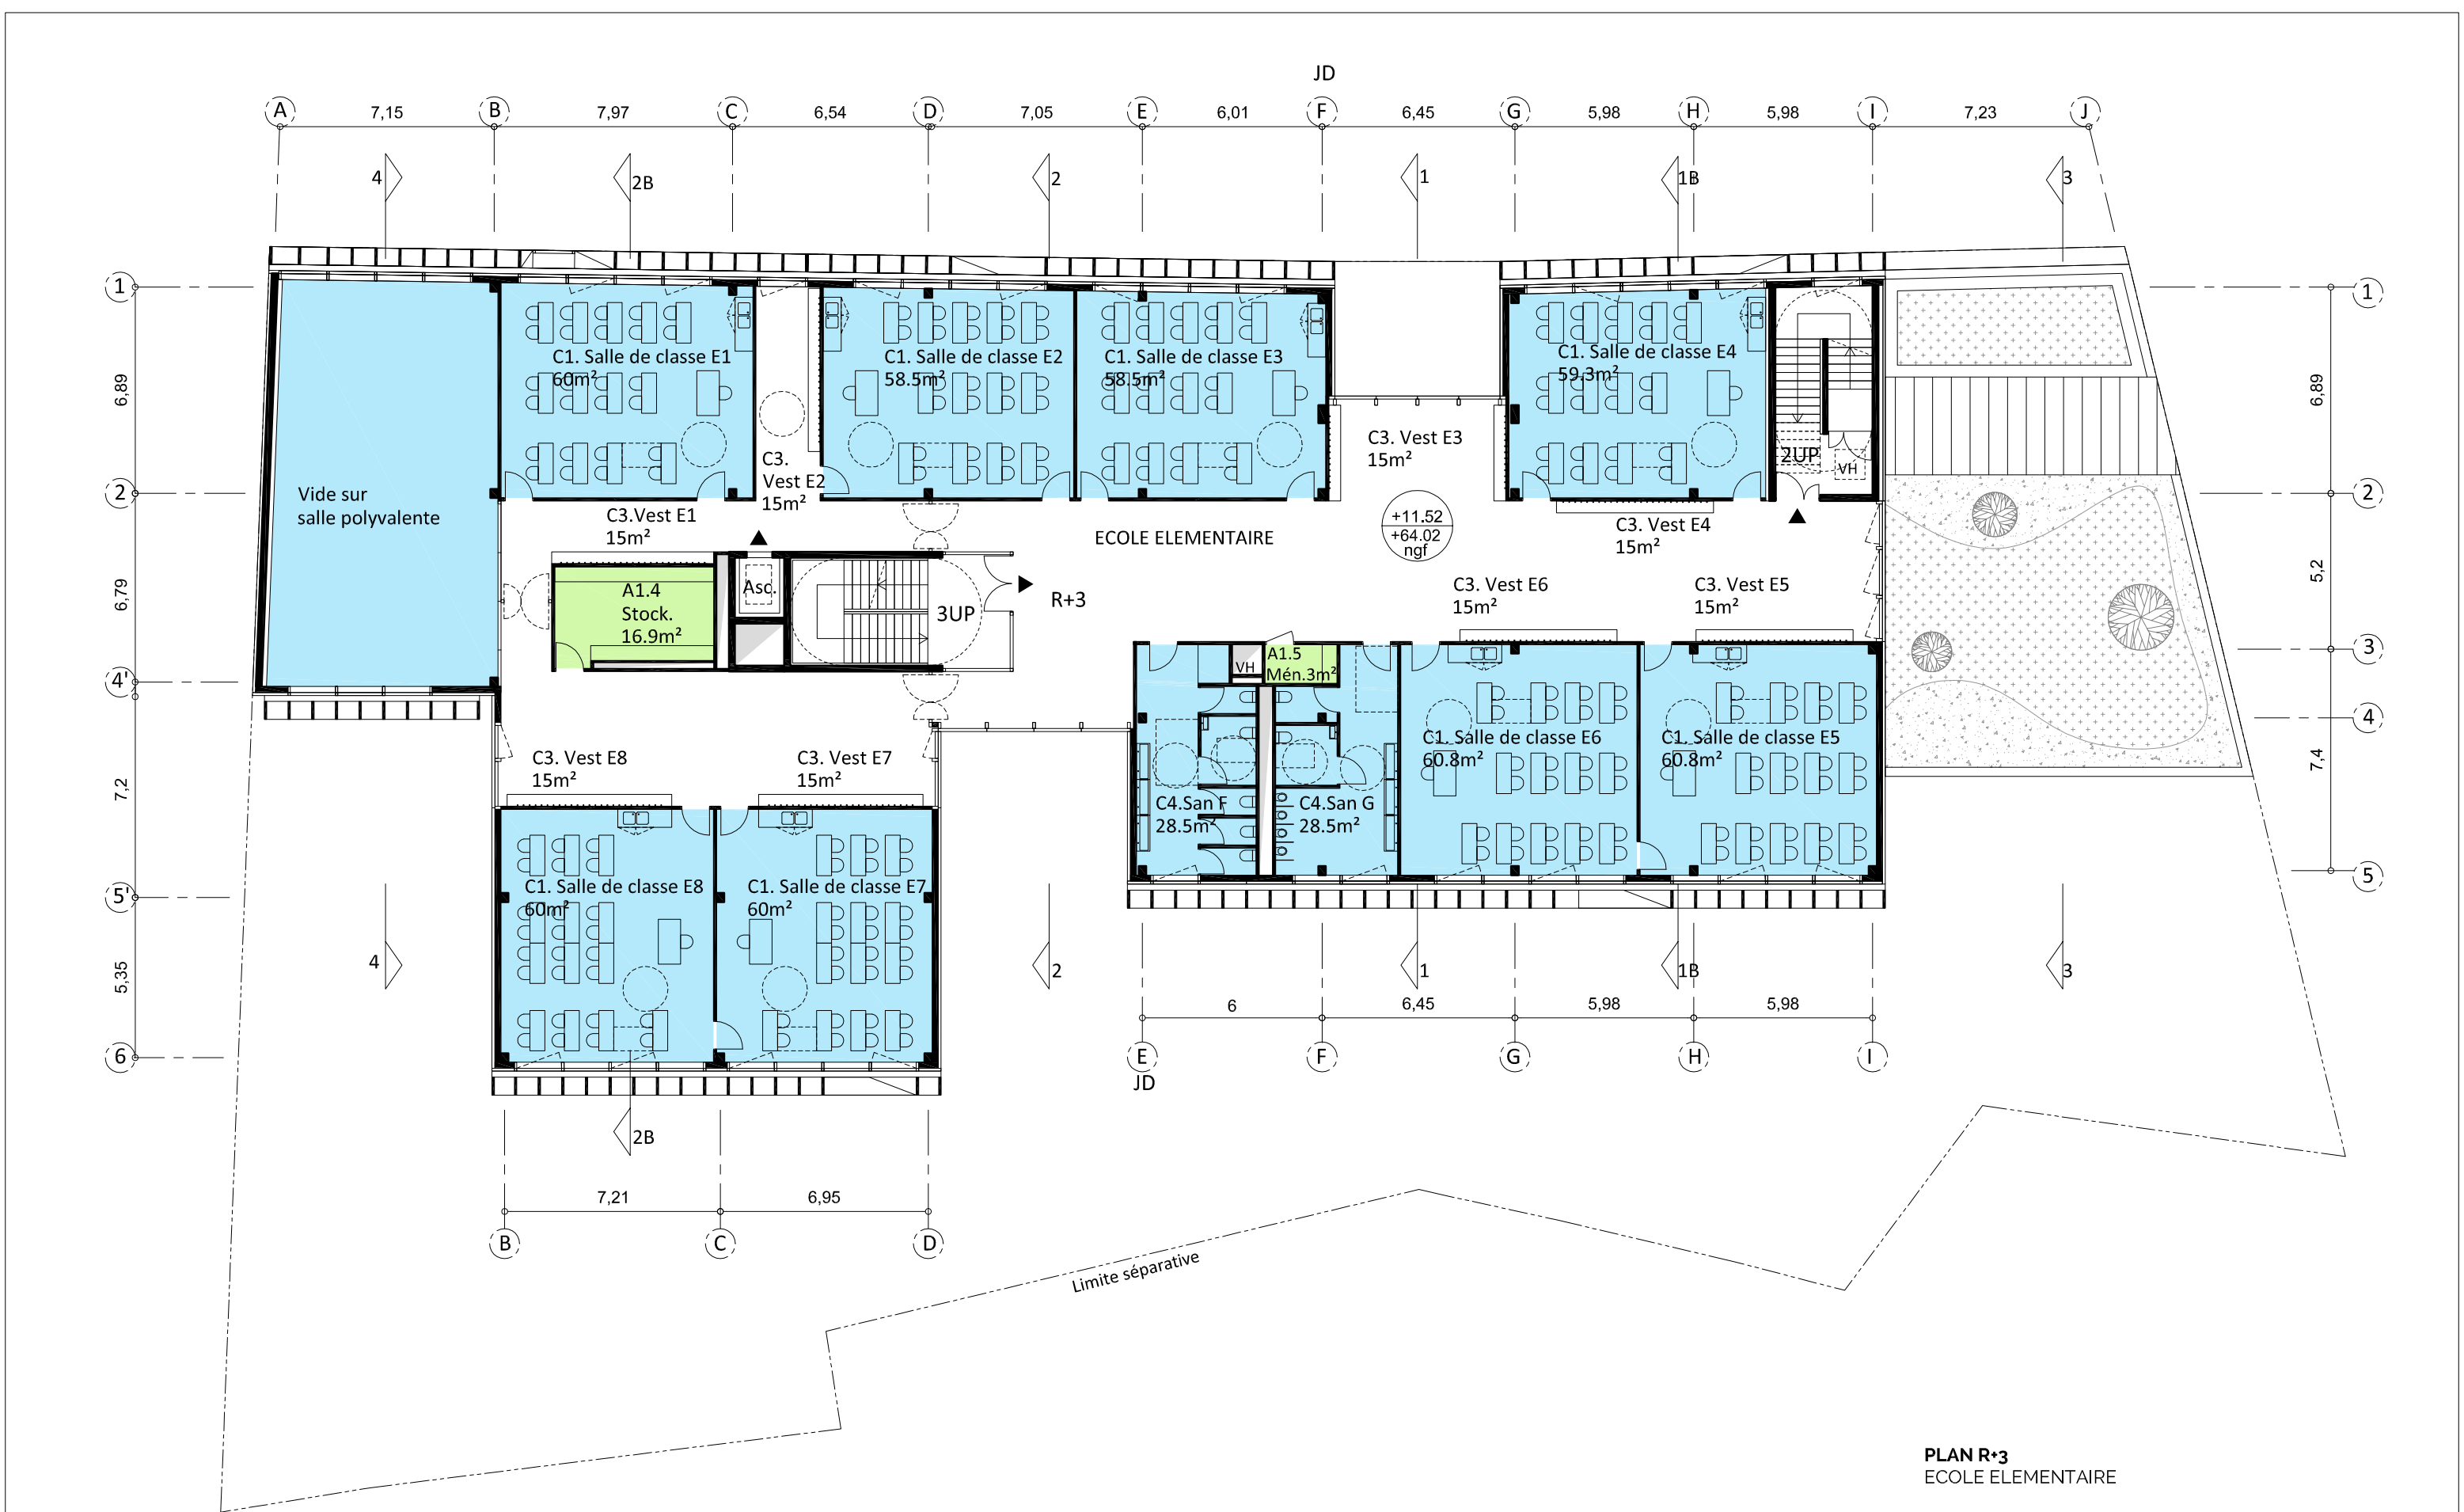 JD
A
7,15
B
7,97
C
6,54
D
7,05
E
6,01
F
6,45
G
5,98
H
5,98
I
7,23
J
4
2B
2
1
1B
3
1
6,89
2
6,79
4'
7,2
5'
5,35
6
1
6,89
2
5,2
3
4
7,4
5
C1. Salle de classe E1
60m²
C1. Salle de classe E2
58.5m²
C1. Salle de classe E3
58.5m²
C1. Salle de classe E4
59.3m²
C3.
Vest E2
15m²
C3. Vest E3
15m²
2UP
VH
Vide sur
salle polyvalente
C3.Vest E1
15m²
ECOLE ELEMENTAIRE
+11.52
+64.02
ngf
C3. Vest E4
15m²
A1.4
Stock.
16.9m²
Asc.
3UP
R+3
C3. Vest E6
15m²
C3. Vest E5
15m²
VH
A1.5
Mén.3m²
C3. Vest E8
15m²
C3. Vest E7
15m²
C4.San F
28.5m²
C4.San G
28.5m²
C1. Salle de classe E6
60.8m²
C1. Salle de classe E5
60.8m²
C1. Salle de classe E8
60m²
C1. Salle de classe E7
60m²
4
2
1
1B
3
6
6,45
5,98
5,98
E
F
G
H
I
JD
2B
7,21
6,95
B
C
D
Limite séparative
PLAN R+3
ECOLE ELEMENTAIRE